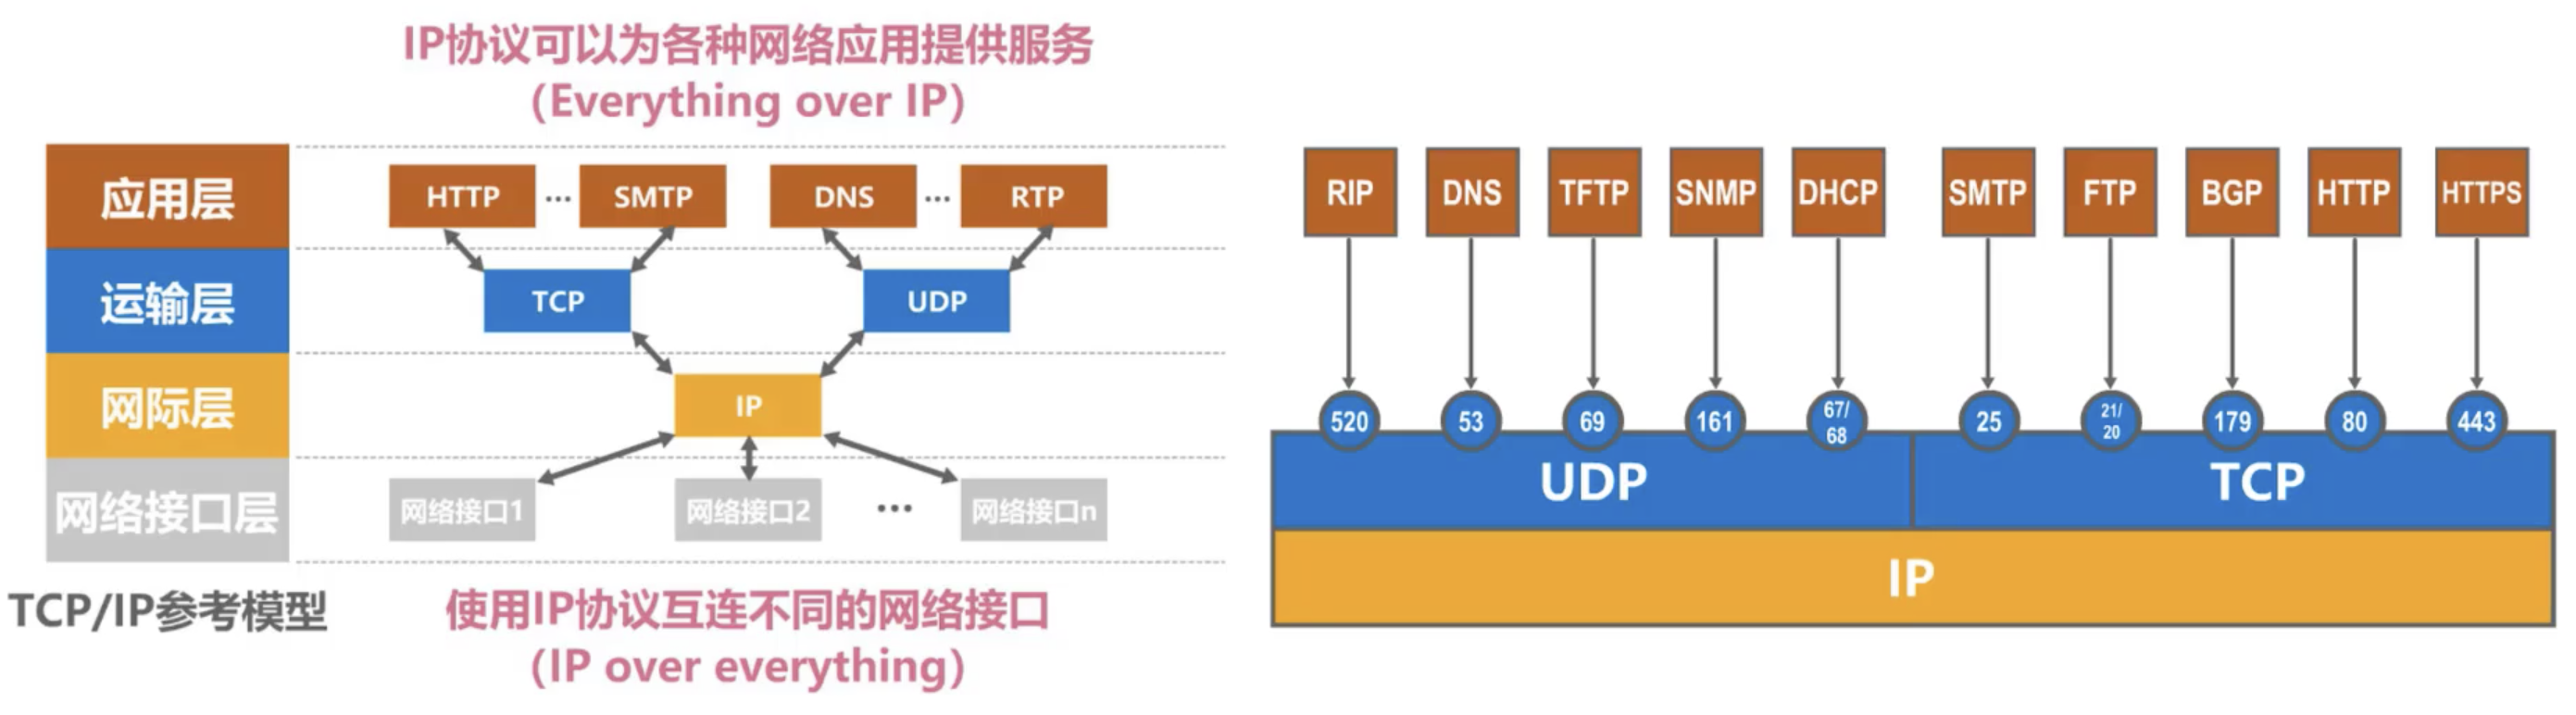 IP协议可以为各种网络应用提供服务
（Everything over IP）
应用层
HTTP ... SMTP DNS ... RTP
运输层
TCP UDP
网际层
IP
网络接口层
网络接口1 网络接口2 ... 网络接口n
TCP/IP参考模型
使用IP协议互连不同的网络接口
（IP over everything）
RIP DNS TFTP SNMP DHCP SMTP FTP BGP HTTP HTTPS
520 53 69 161 67/68 25 21/20 179 80 443
UDP TCP
IP